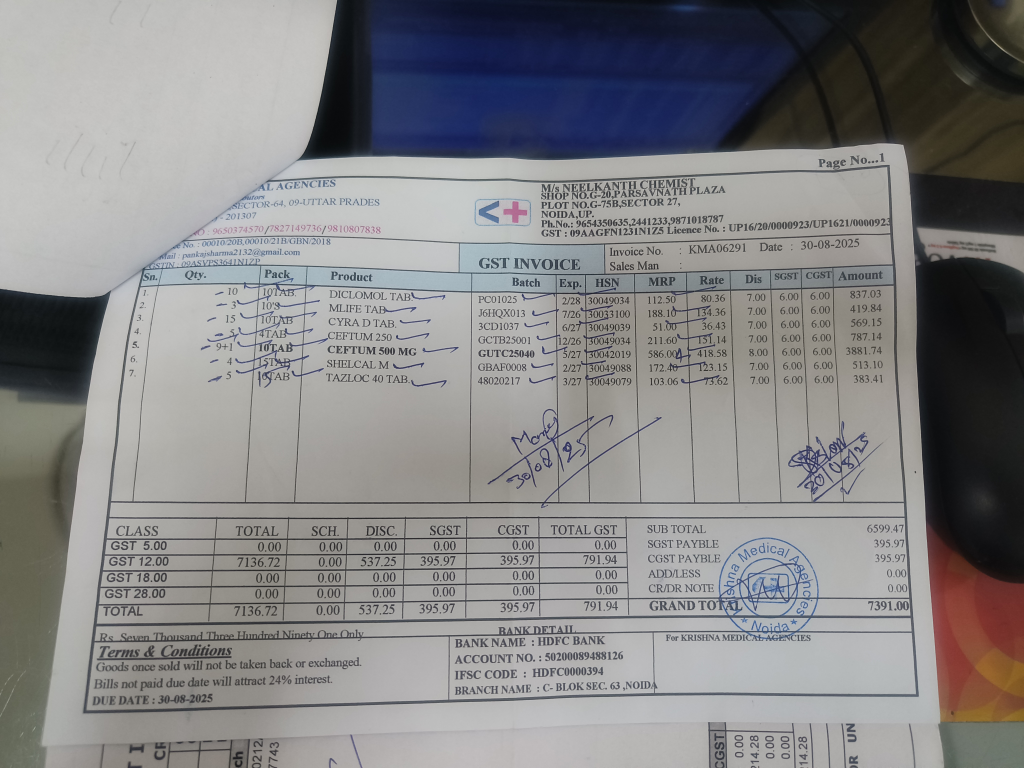 Page No...1
AL AGENCIES
SECTOR-64, 09-UTTAR PRADES
- 201307
NO : 9650374570/7827149736/9810807838
nce No. : 00010/20B,00010/21B/GBN/2018
Mail : pankajsharma2132@gmail.com
GSTIN : 09ASVPS3641N1ZP
M/s NEELKANTH CHEMIST
SHOP NO.G-20,PARSAVNATH PLAZA
PLOT NO.G-75B,SECTOR 27,
NOIDA,UP.
Ph.No.: 9654350635,2441233,9871018787
GST : 09AAGFN1231N1Z5 Licence No. : UP16/20/0000923/UP1621/0000923
GST INVOICE
Invoice No. : KMA06291 Date : 30-08-2025
Sales Man :
Sn. Qty. Pack Product Batch Exp. HSN MRP Rate Dis SGST CGST Amount
1. 10 10TAB. DICLOMOL TAB PC01025 2/28 30049034 112.50 80.36 7.00 6.00 6.00 837.03
2. 3 10'S MLIFE TAB J6HQX013 7/26 30033100 188.10 134.36 7.00 6.00 6.00 419.84
3. 15 10TAB CYRA D TAB. 3CD1037 6/27 30049039 51.00 36.43 7.00 6.00 6.00 569.15
4. 5 4TAB CEFTUM 250 GCTB25001 12/26 30049034 211.60 151.14 7.00 6.00 6.00 787.14
5. 9+1 10TAB CEFTUM 500 MG GUTC25040 5/27 30042019 586.00 418.58 8.00 6.00 6.00 3881.74
6. 4 15TAB SHELCAL M GBAF0008 2/27 30049088 172.40 123.15 7.00 6.00 6.00 513.10
7. 5 10TAB TAZLOC 40 TAB. 48020217 3/27 30049079 103.06 73.62 7.00 6.00 6.00 383.41
30/08/25
30/08/25
CLASS TOTAL SCH. DISC. SGST CGST TOTAL GST
GST 5.00 0.00 0.00 0.00 0.00 0.00 0.00
GST 12.00 7136.72 0.00 537.25 395.97 395.97 791.94
GST 18.00 0.00 0.00 0.00 0.00 0.00 0.00
GST 28.00 0.00 0.00 0.00 0.00 0.00 0.00
TOTAL 7136.72 0.00 537.25 395.97 395.97 791.94
SUB TOTAL 6599.47
SGST PAYBLE 395.97
CGST PAYBLE 395.97
ADD/LESS 0.00
CR/DR NOTE 0.00
GRAND TOTAL 7391.00
Krishna Medical Agencies
* Noida *
Rs. Seven Thousand Three Hundred Ninety One Only
Terms & Conditions
Goods once sold will not be taken back or exchanged.
Bills not paid due date will attract 24% interest.
DUE DATE : 30-08-2025
BANK DETAIL
BANK NAME : HDFC BANK
ACCOUNT NO. : 50200089488126
IFSC CODE : HDFC0000394
BRANCH NAME : C- BLOK SEC. 63 ,NOIDA
For KRISHNA MEDICAL AGENCIES
CGST
0.00
214.28
0.00
0.00
214.28